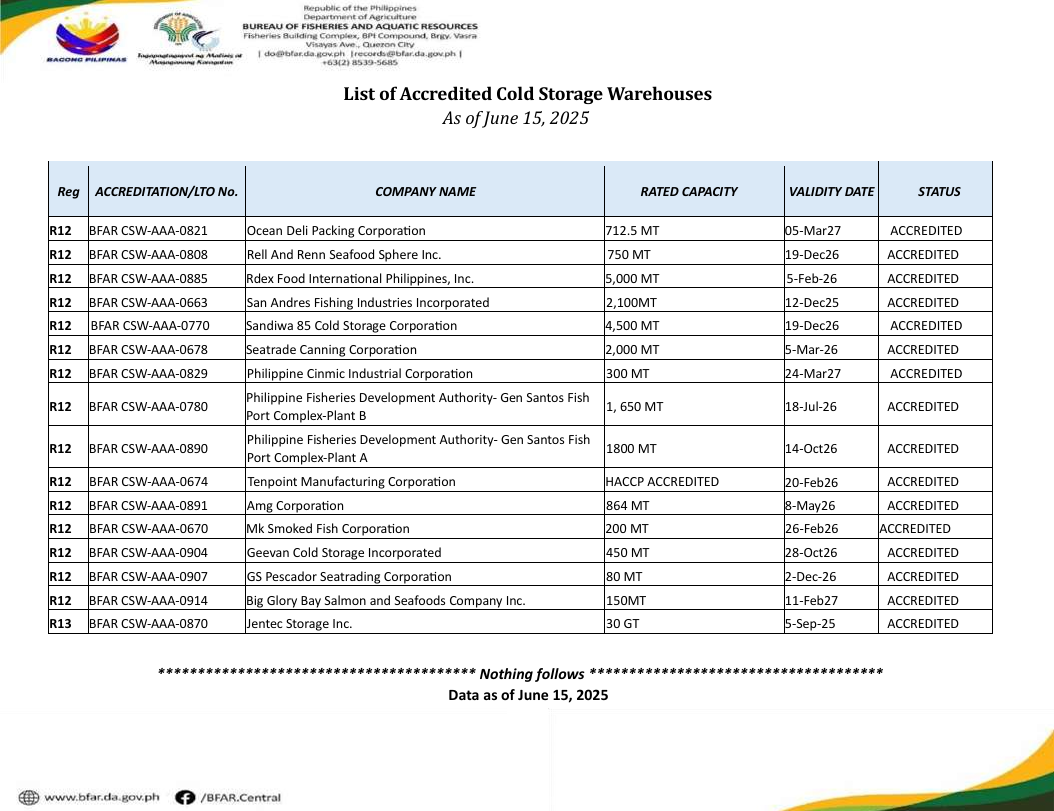 Republic of the Philippines
Department of Agriculture
BUREAU OF FISHERIES AND AQUATIC RESOURCES
Fisheries Building Complex, BPI Compound, Brgy. Vasra
Visayas Ave., Quezon City
| do@bfar.da.gov.ph |records@bfar.da.gov.ph |
+63(2) 8539-5685
BAGONG PILIPINAS
Masaganang Karagatan
List of Accredited Cold Storage Warehouses
As of June 15, 2025
Reg ACCREDITATION/LTO No. COMPANY NAME RATED CAPACITY VALIDITY DATE STATUS
R12 BFAR CSW-AAA-0821 Ocean Deli Packing Corporation 712.5 MT 05-Mar27 ACCREDITED
R12 BFAR CSW-AAA-0808 Rell And Renn Seafood Sphere Inc. 750 MT 19-Dec26 ACCREDITED
R12 BFAR CSW-AAA-0885 Rdex Food International Philippines, Inc. 5,000 MT 5-Feb-26 ACCREDITED
R12 BFAR CSW-AAA-0663 San Andres Fishing Industries Incorporated 2,100MT 12-Dec25 ACCREDITED
R12 BFAR CSW-AAA-0770 Sandiwa 85 Cold Storage Corporation 4,500 MT 19-Dec26 ACCREDITED
R12 BFAR CSW-AAA-0678 Seatrade Canning Corporation 2,000 MT 5-Mar-26 ACCREDITED
R12 BFAR CSW-AAA-0829 Philippine Cinmic Industrial Corporation 300 MT 24-Mar27 ACCREDITED
R12 BFAR CSW-AAA-0780 Philippine Fisheries Development Authority- Gen Santos Fish
Port Complex-Plant B 1, 650 MT 18-Jul-26 ACCREDITED
R12 BFAR CSW-AAA-0890 Philippine Fisheries Development Authority- Gen Santos Fish
Port Complex-Plant A 1800 MT 14-Oct26 ACCREDITED
R12 BFAR CSW-AAA-0674 Tenpoint Manufacturing Corporation HACCP ACCREDITED 20-Feb26 ACCREDITED
R12 BFAR CSW-AAA-0891 Amg Corporation 864 MT 8-May26 ACCREDITED
R12 BFAR CSW-AAA-0670 Mk Smoked Fish Corporation 200 MT 26-Feb26 ACCREDITED
R12 BFAR CSW-AAA-0904 Geevan Cold Storage Incorporated 450 MT 28-Oct26 ACCREDITED
R12 BFAR CSW-AAA-0907 GS Pescador Seatrading Corporation 80 MT 2-Dec-26 ACCREDITED
R12 BFAR CSW-AAA-0914 Big Glory Bay Salmon and Seafoods Company Inc. 150MT 11-Feb27 ACCREDITED
R13 BFAR CSW-AAA-0870 Jentec Storage Inc. 30 GT 5-Sep-25 ACCREDITED
*************************************** Nothing follows ************************************
Data as of June 15, 2025
www.bfar.da.gov.ph /BFAR.Central